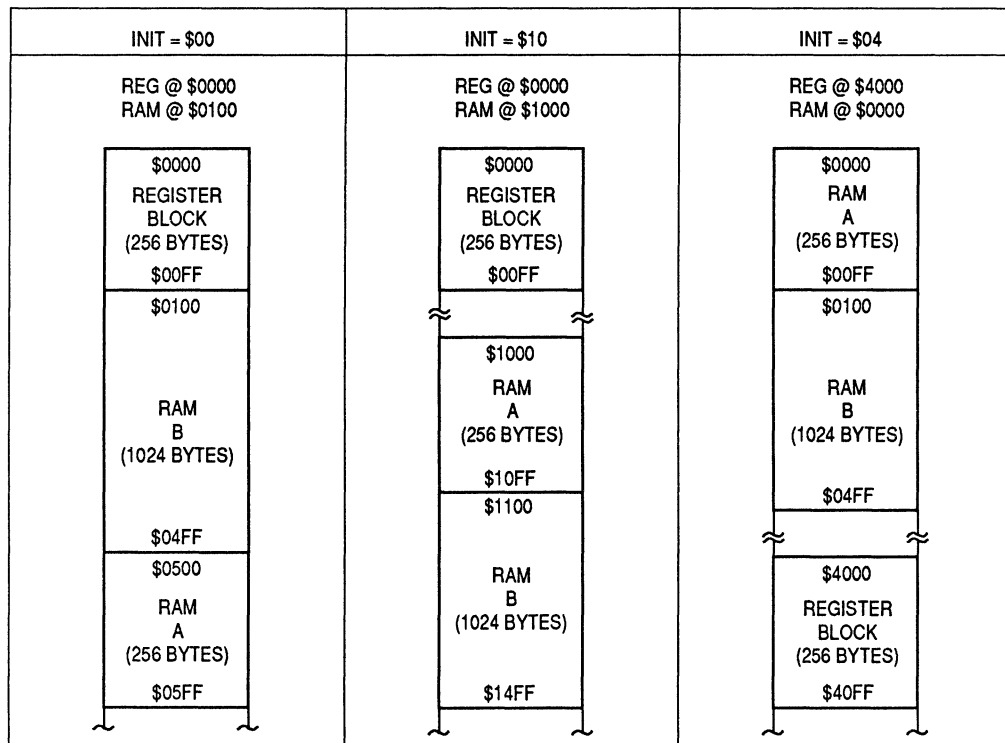 INIT = $00
REG @ $0000
RAM @ $0100
$0000
REGISTER
BLOCK
(256 BYTES)
$00FF
$0100
RAM
B
(1024 BYTES)
$04FF
$0500
RAM
A
(256 BYTES)
$05FF
INIT = $10
REG @ $0000
RAM @ $1000
$0000
REGISTER
BLOCK
(256 BYTES)
$00FF
$1000
RAM
A
(256 BYTES)
$10FF
$1100
RAM
B
(1024 BYTES)
$14FF
INIT = $04
REG @ $4000
RAM @ $0000
$0000
RAM
A
(256 BYTES)
$00FF
$0100
RAM
B
(1024 BYTES)
$04FF
$4000
REGISTER
BLOCK
(256 BYTES)
$40FF